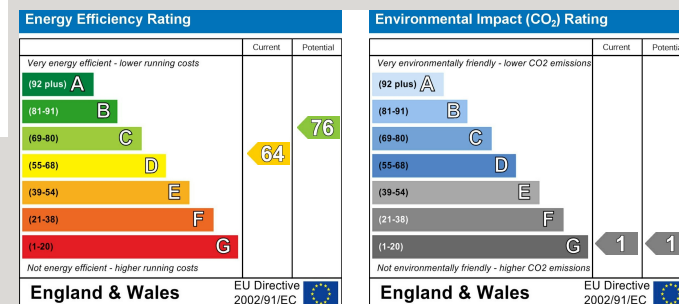 Energy Efficiency Rating
Current Potential
Very energy efficient - lower running costs
(92 plus) A
(81-91) B
(69-80) C
(55-68) D
(39-54) E
(21-38) F
(1-20) G
64
76
Not energy efficient - higher running costs
England & Wales
EU Directive
2002/91/EC
Environmental Impact (CO₂) Rating
Current Potentia
Very environmentally friendly - lower CO2 emissions
(92 plus) A
(81-91) B
(69-80) C
(55-68) D
(39-54) E
(21-38) F
(1-20) G
1
1
Not environmentally friendly - higher CO2 emissions
England & Wales
EU Directive
2002/91/EC